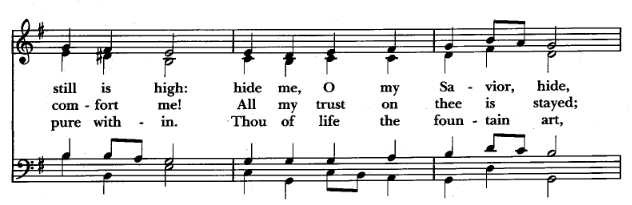 still is high: hide me, O my Sa - vior, hide,
com - fort me! All my trust on thee is stayed;
pure with - in. Thou of life the foun - tain art,